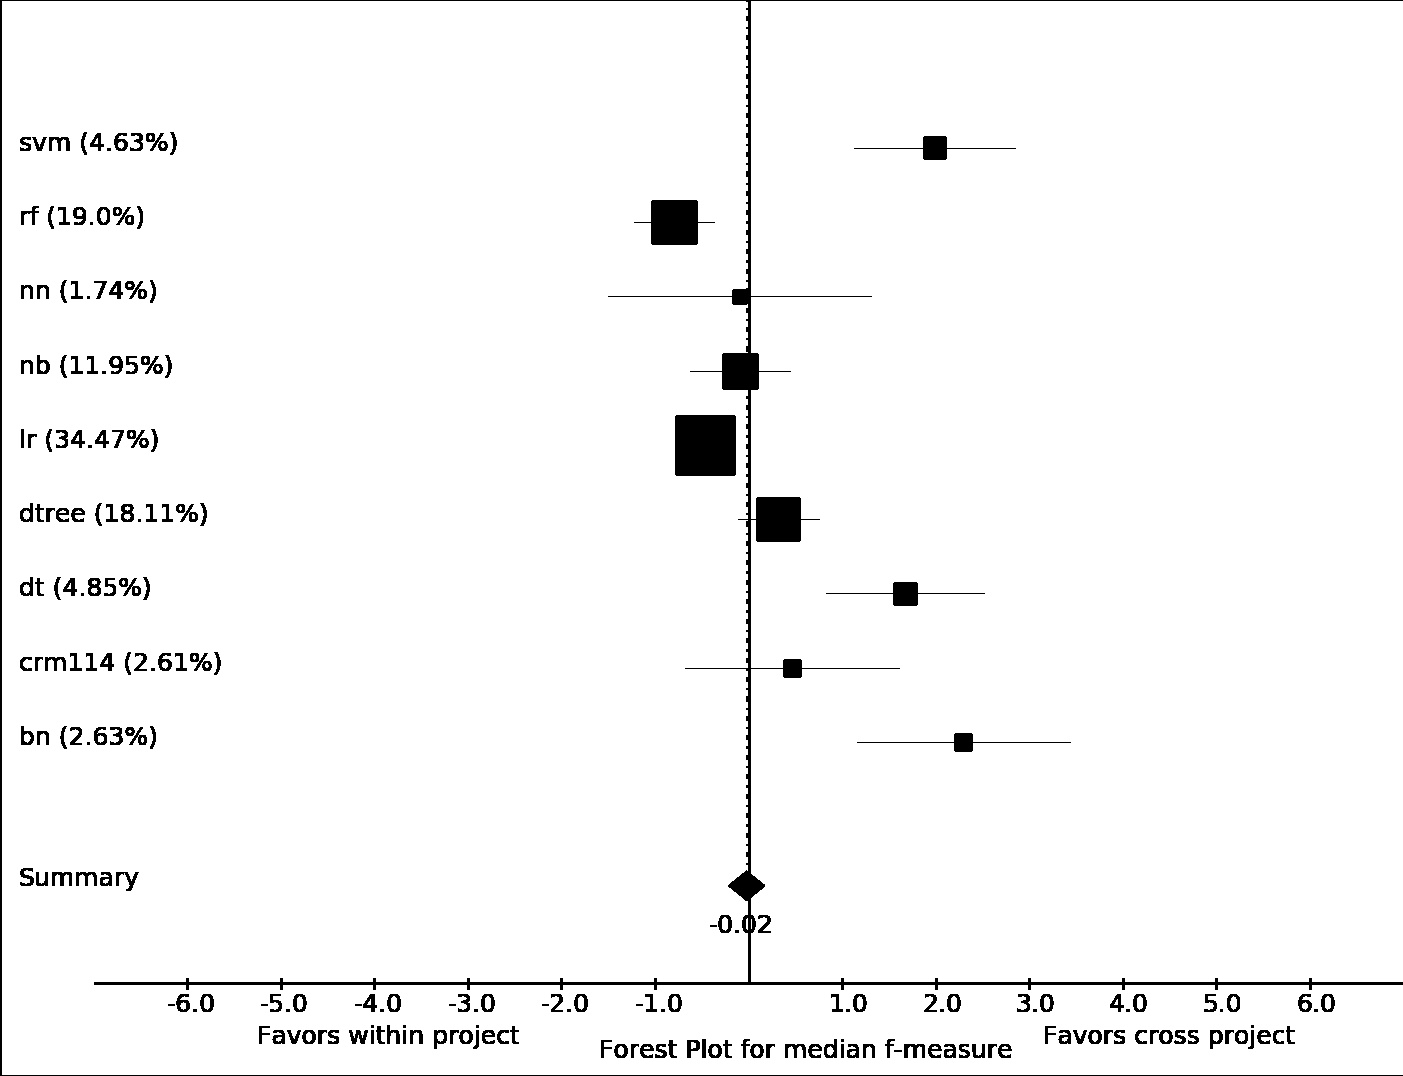 svm (4.63%)
rf (19.0%)
nn (1.74%)
nb (11.95%)
lr (34.47%)
dtree (18.11%)
dt (4.85%)
crm114 (2.61%)
bn (2.63%)
Summary
-0.02
-6.0 -5.0 -4.0 -3.0 -2.0 -1.0 1.0 2.0 3.0 4.0 5.0 6.0
Favors within project Favors cross project
Forest Plot for median f-measure